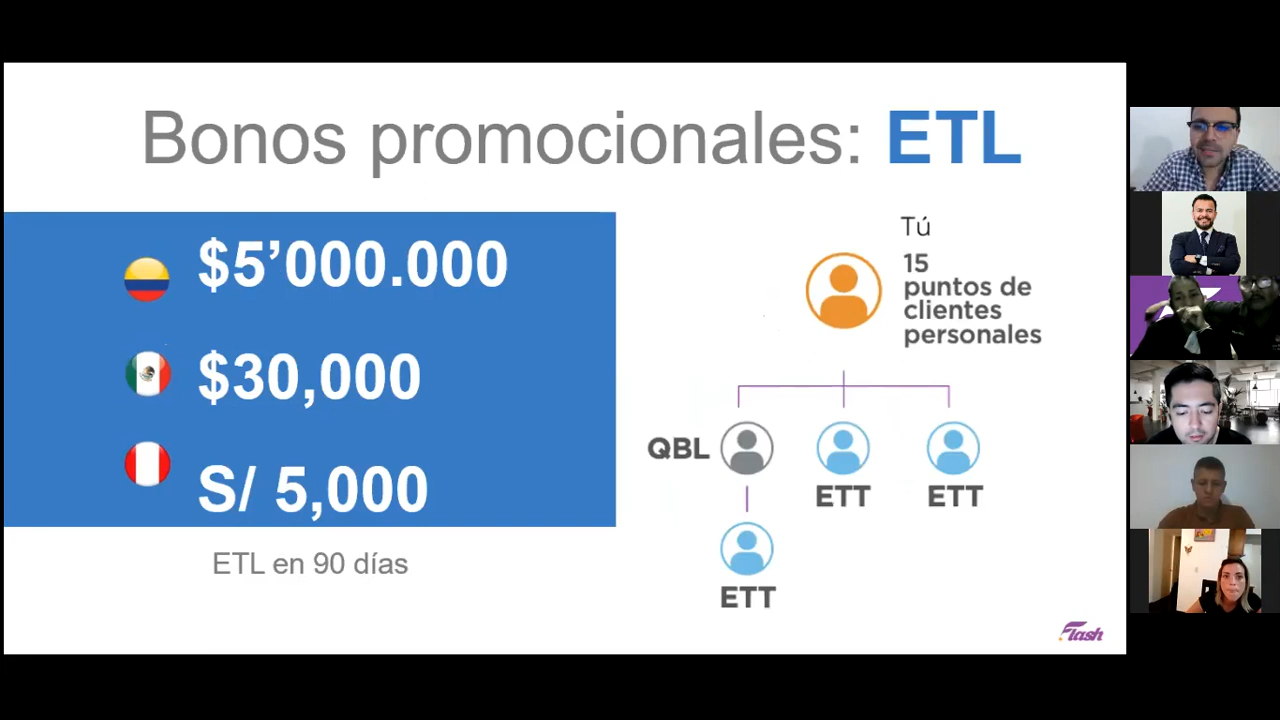 Bonos promocionales: ETL
$5’000.000
$30,000
S/ 5,000
ETL en 90 días
Tú
15
puntos de
clientes
personales
QBL
ETT
ETT
ETT
Flash